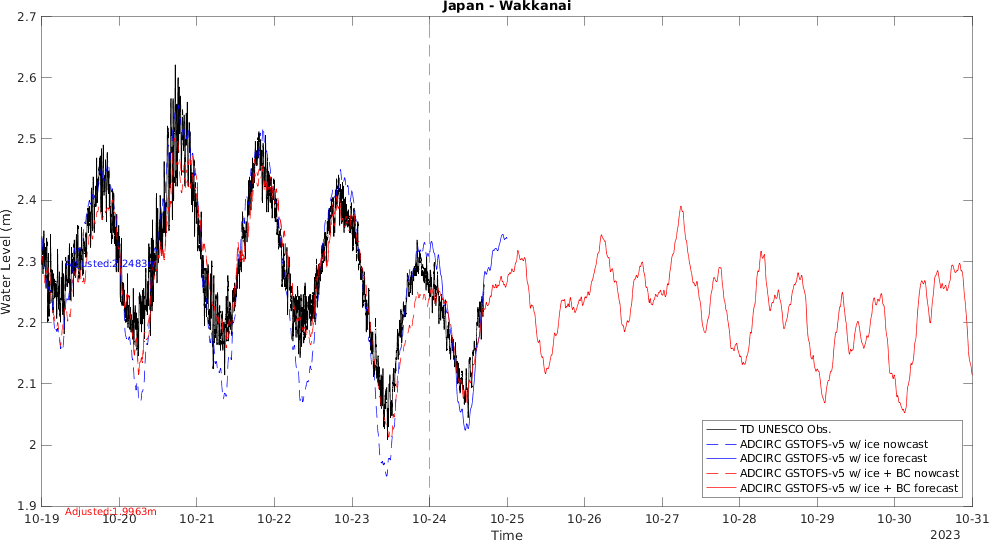 Japan - Wakkanai
2.7
2.6
2.5
2.4
2.3
2.2
2.1
2
1.9
Water Level (m)
Adjusted:2.2483m
Adjusted:1.9963m
TD UNESCO Obs.
ADCIRC GSTOFS-v5 w/ ice nowcast
ADCIRC GSTOFS-v5 w/ ice forecast
ADCIRC GSTOFS-v5 w/ ice + BC nowcast
ADCIRC GSTOFS-v5 w/ ice + BC forecast
10-19 10-20 10-21 10-22 10-23 10-24 10-25 10-26 10-27 10-28 10-29 10-30 10-31
Time
2023